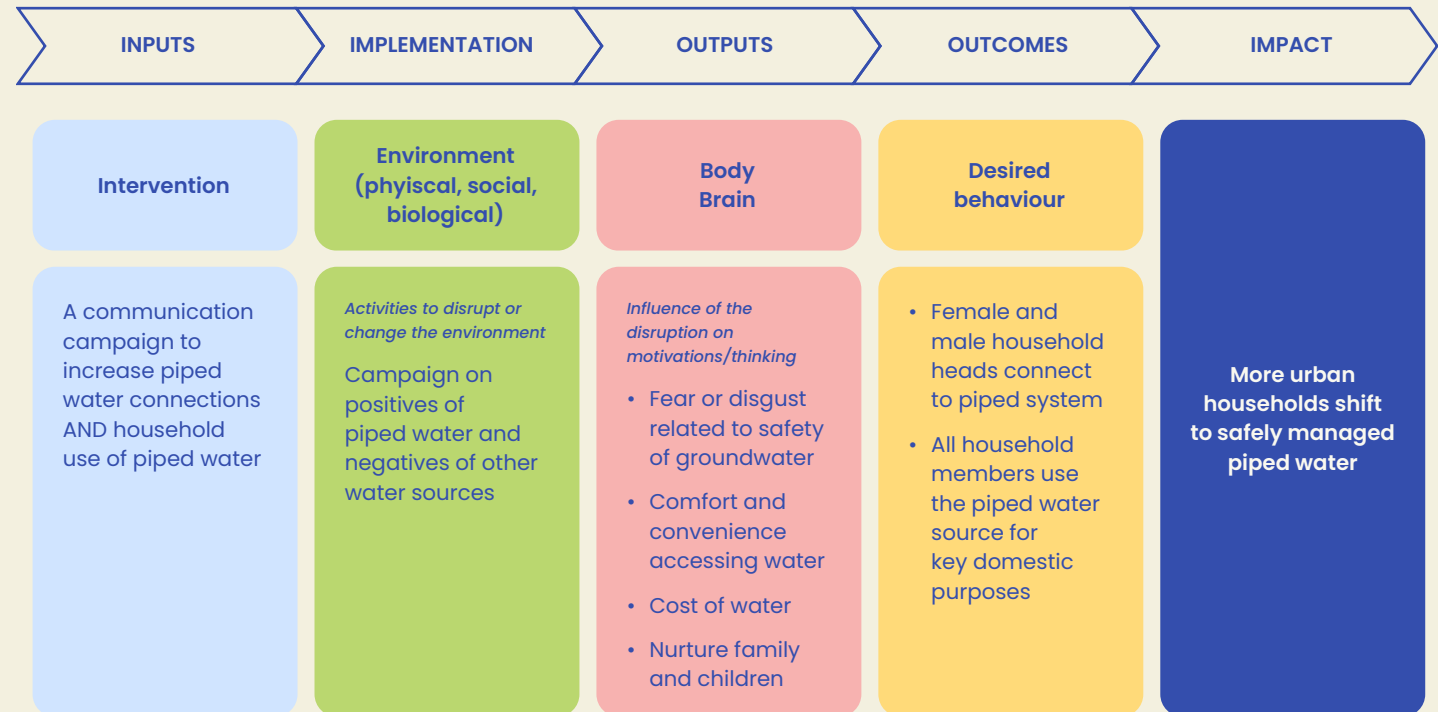 INPUTS
IMPLEMENTATION
OUTPUTS
OUTCOMES
IMPACT
Intervention
Environment
(phyiscal, social,
biological)
Body
Brain
Desired
behaviour
A communication
campaign to
increase piped
water connections
AND household
use of piped water
Activities to disrupt or
change the environment
Campaign on
positives of
piped water and
negatives of other
water sources
Influence of the
disruption on
motivations/thinking
• Fear or disgust
related to safety
of groundwater
• Comfort and
convenience
accessing water
• Cost of water
• Nurture family
and children
• Female and
male household
heads connect
to piped system
• All household
members use
the piped water
source for
key domestic
purposes
More urban
households shift
to safely managed
piped water